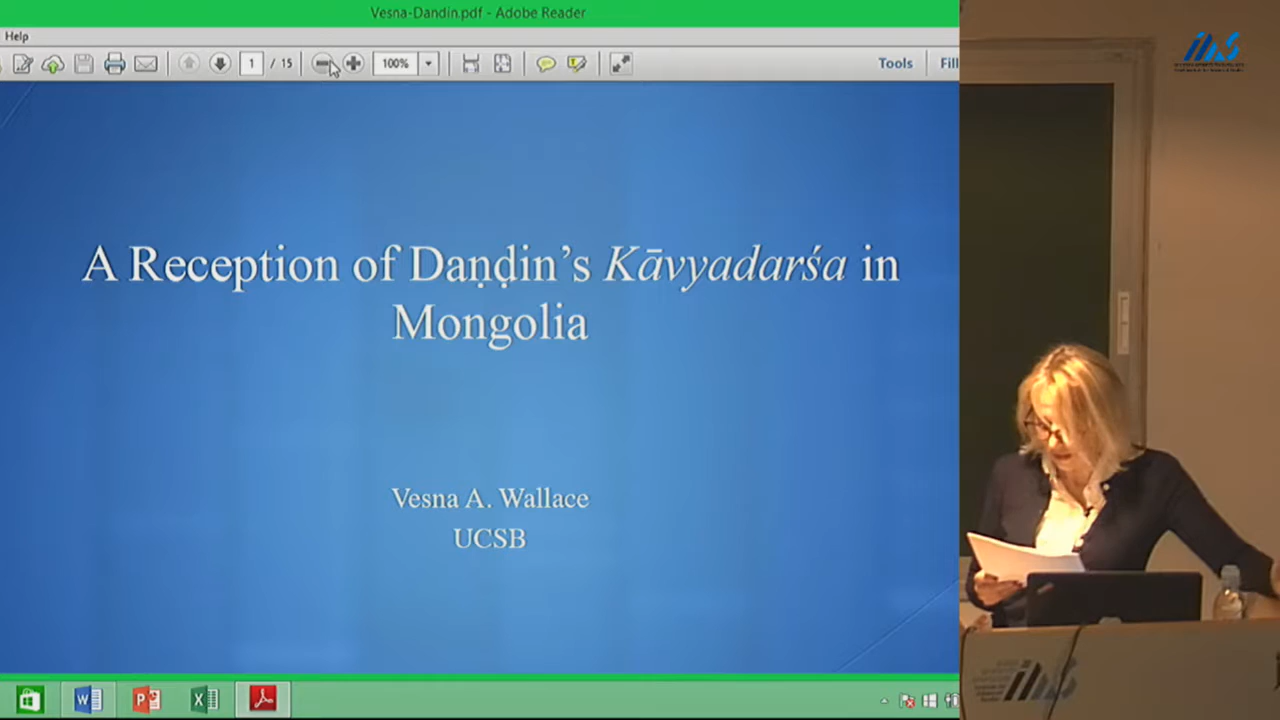 Vesna-Dandin.pdf - Adobe Reader
Help
1 / 15 100% Tools Fill
A Reception of Daṇḍin’s Kāvyadarśa in
Mongolia
Vesna A. Wallace
UCSB